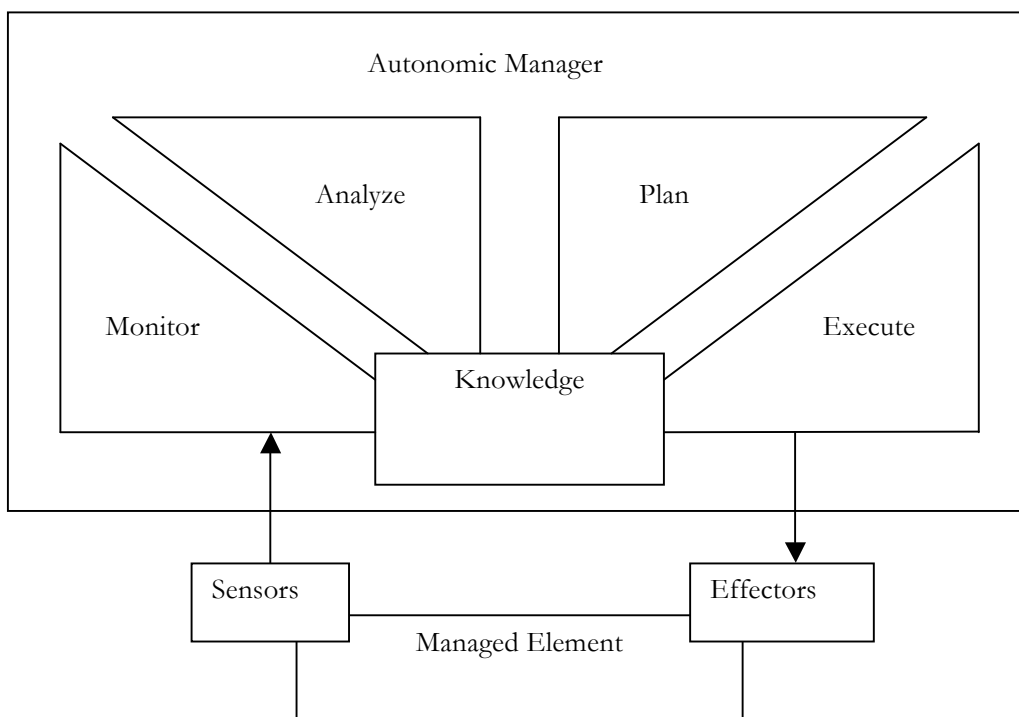 Autonomic Manager
Analyze
Plan
Monitor
Execute
Knowledge
Sensors
Effectors
Managed Element